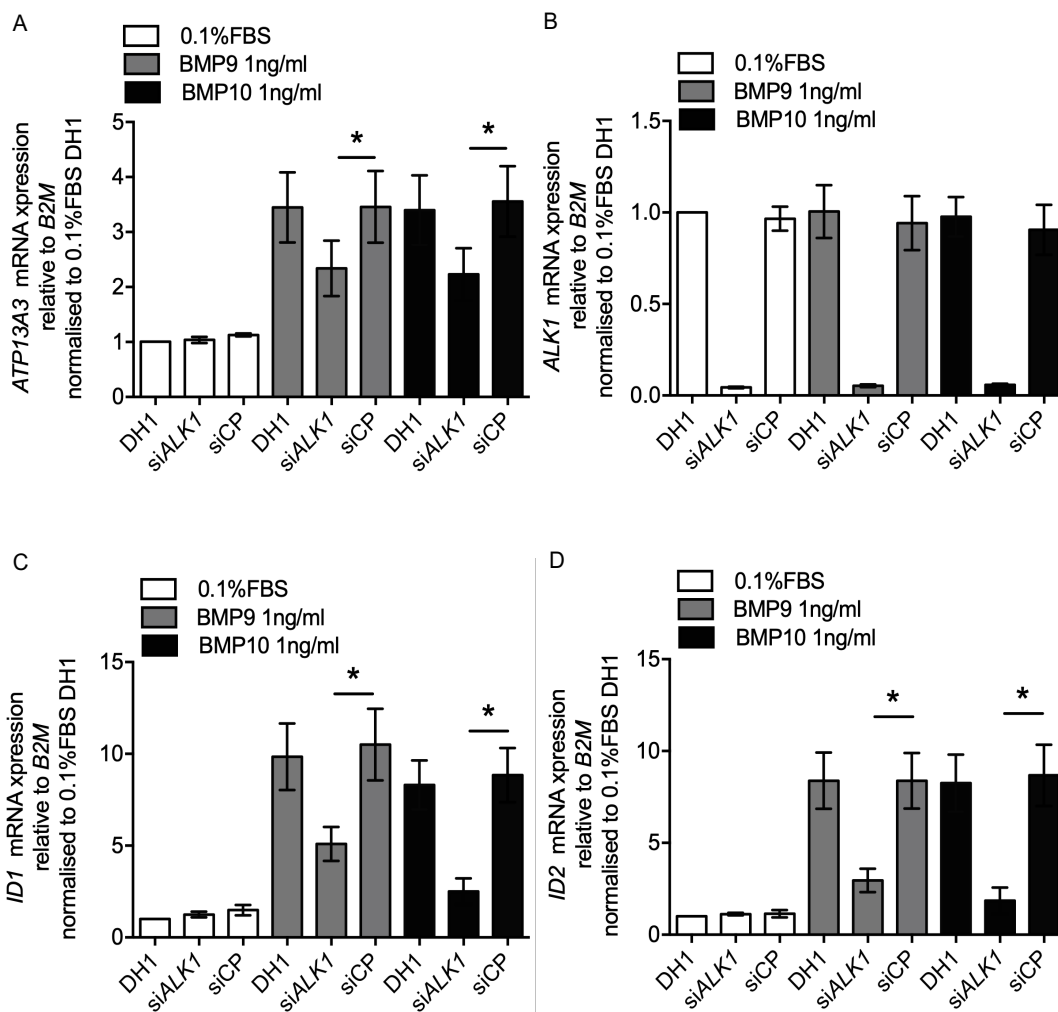 A
0.1%FBS
BMP9 1ng/ml
BMP10 1ng/ml
ATP13A3 mRNA xpression
relative to B2M
normalised to 0.1%FBS DH1
5
4
3
2
1
0
DH1
siALK1
siCP
DH1
siALK1
siCP
DH1
siALK1
siCP
*
*
B
0.1%FBS
BMP9 1ng/ml
BMP10 1ng/ml
ALK1 mRNA xpression
relative to B2M
normalised to 0.1%FBS DH1
1.5
1.0
0.5
0.0
DH1
siALK1
siCP
DH1
siALK1
siCP
DH1
siALK1
siCP
C
0.1%FBS
BMP9 1ng/ml
BMP10 1ng/ml
ID1 mRNA xpression
relative to B2M
normalised to 0.1%FBS DH1
15
10
5
0
DH1
siALK1
siCP
DH1
siALK1
siCP
DH1
siALK1
siCP
*
*
D
0.1%FBS
BMP9 1ng/ml
BMP10 1ng/ml
ID2 mRNA xpression
relative to B2M
normalised to 0.1%FBS DH1
15
10
5
0
DH1
siALK1
siCP
DH1
siALK1
siCP
DH1
siALK1
siCP
*
*